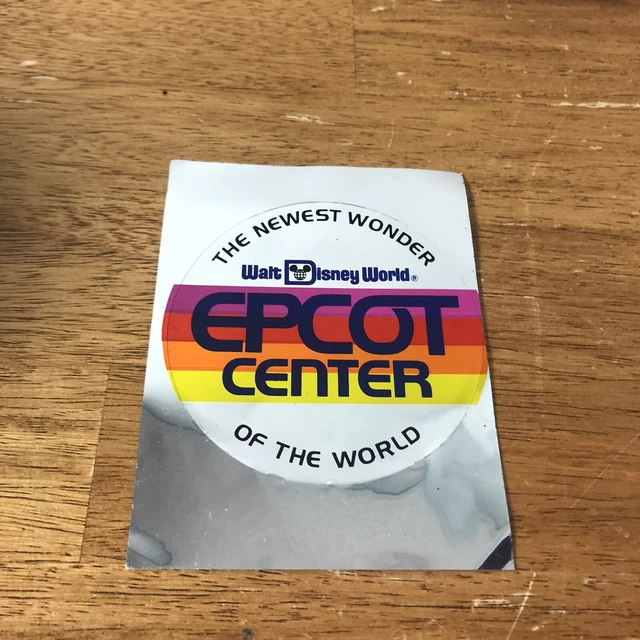 THE NEWEST WONDER
Walt Disney World®
EPCOT
CENTER
OF THE WORLD